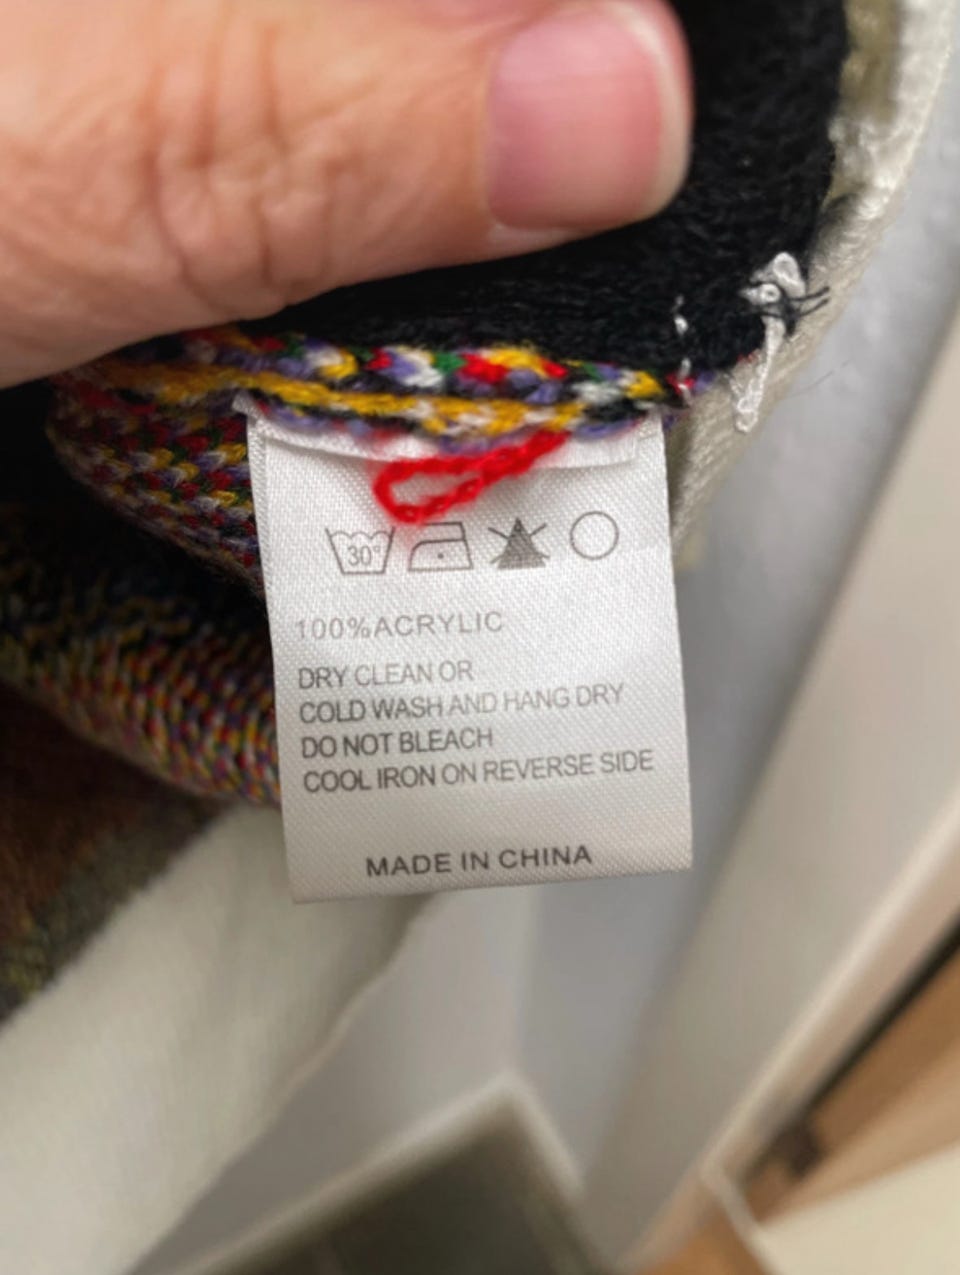 30°
100%ACRYLIC
DRY CLEAN OR
COLD WASH AND HANG DRY
DO NOT BLEACH
COOL IRON ON REVERSE SIDE
MADE IN CHINA